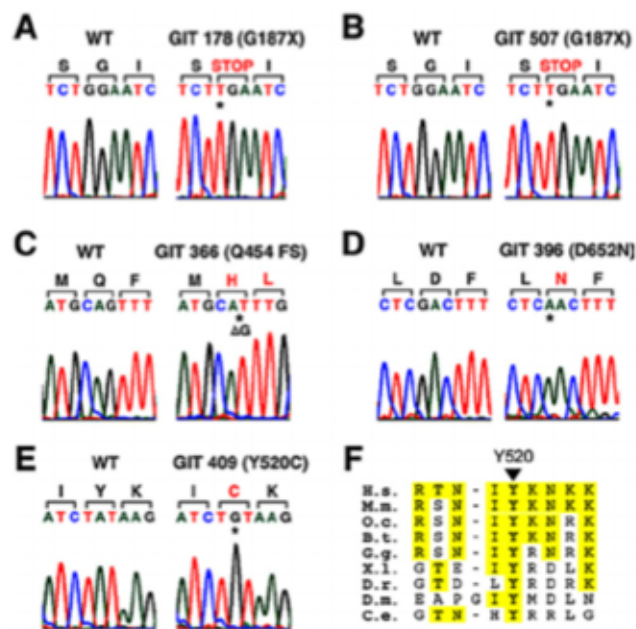 A
WT
GIT 178 (G187X)
S G I
S STOP I
TCTGGAATC
TCTTGAATC
*
B
WT
GIT 507 (G187X)
S G I
S STOP I
TCTGGAATC
TCTTGAATC
*
C
WT
GIT 366 (Q454 FS)
M Q F
M H L
ATGCAGTTT
ATGCATTTG
*
ΔG
D
WT
GIT 396 (D652N)
L D F
L N F
CTCGACTTT
CTCAACTTT
*
E
WT
GIT 409 (Y520C)
I Y K
I C K
ATCTATAAG
ATCTGTAAG
*
F
Y520
H.s. R T N - I Y K N K K
M.m. R S N - I Y K N K K
O.c. R S N - I Y K N R K
B.t. R S N - I Y K N R K
G.g. R S N - I Y R N R K
X.l. G T E - I Y R D L K
D.r. G T D - L Y R D R K
D.m. E A P G I Y M D L N
C.e. G T N - H Y R R L G